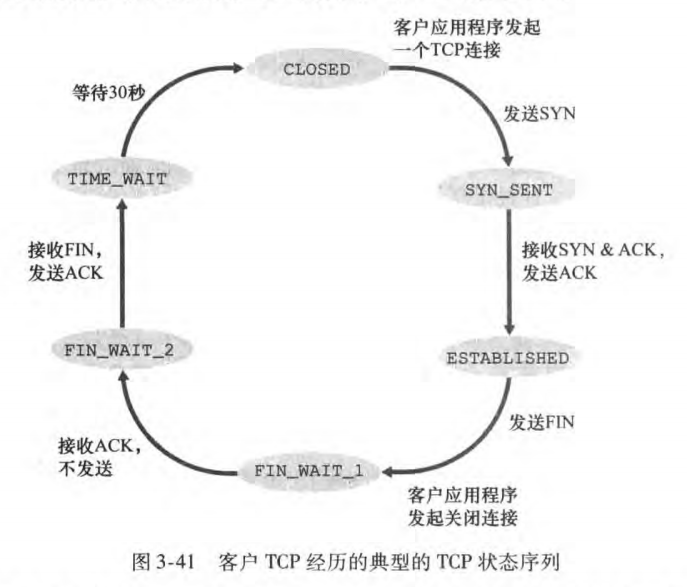 客户应用程序发起
一个TCP连接
CLOSED
等待30秒
发送SYN
TIME_WAIT
SYN_SENT
接收FIN，
发送ACK
接收SYN & ACK，
发送ACK
FIN_WAIT_2
ESTABLISHED
发送FIN
接收ACK，
不发送
FIN_WAIT_1
客户应用程序
发起关闭连接
图 3-41 客户 TCP 经历的典型的 TCP 状态序列